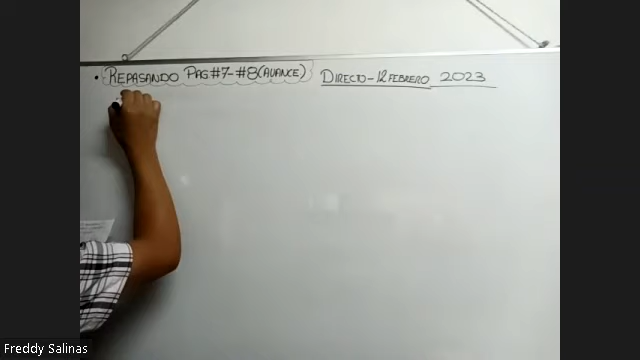 • REPASANDO PAG #7-#8 (AVANCE) DIRECTO - 12 FEBRERO 2023
Freddy Salinas